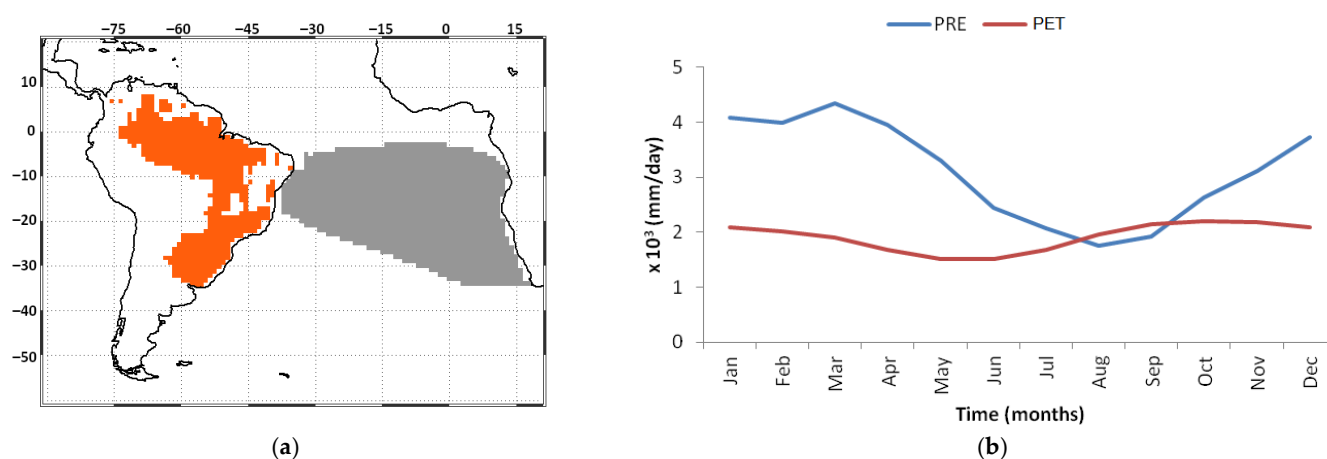 −75 −60 −45 −30 −15 0 15
10
0
−10
−20
−30
−40
−50
(a)
PRE PET
x 10³ (mm/day)
5
4
3
2
1
0
Jan Feb Mar Apr May Jun Jul Aug Sep Oct Nov Dec
Time (months)
(b)